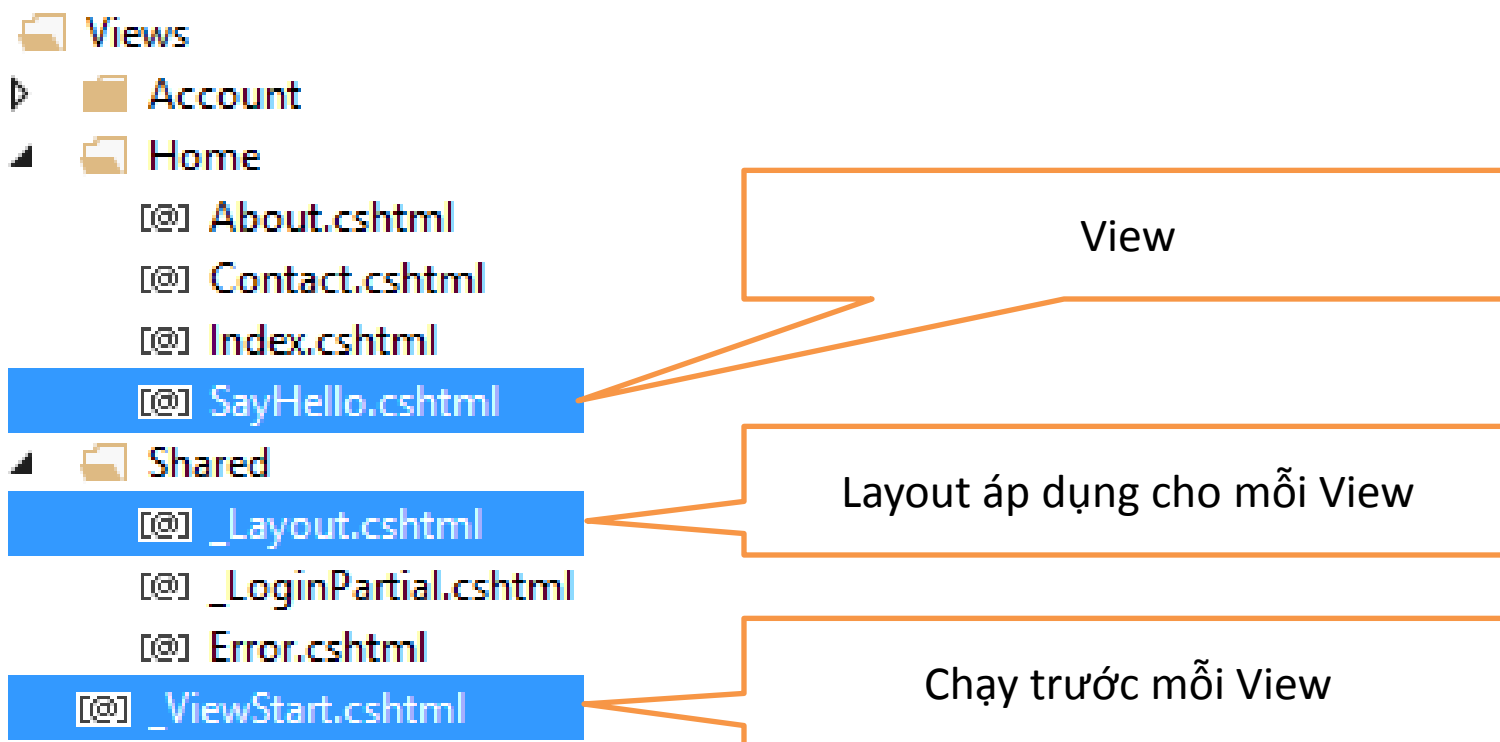 Views
Account
Home
[@] About.cshtml
[@] Contact.cshtml
View
[@] Index.cshtml
[@] SayHello.cshtml
Shared
Layout áp dụng cho mỗi View
[@] _Layout.cshtml
[@] _LoginPartial.cshtml
[@] Error.cshtml
Chạy trước mỗi View
[@] _ViewStart.cshtml